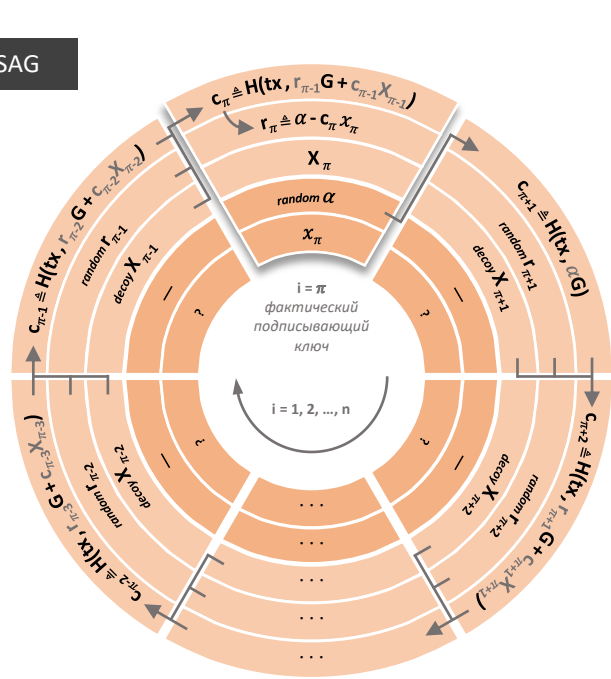 SAG
c_π ≜ H(tx, r_π-1 G + c_π-1 X_π-1)
r_π ≜ α - c_π x_π
X_π
random α
x_π
c_π+1 ≜ H(tx, αG)
random r_π+1
decoy X_π+1
—
?
c_π+2 ≜ H(tx, r_π+1 G + c_π+1 X_π+1)
random r_π+2
decoy X_π+2
—
?
. . .
. . .
. . .
. . .
. . .
c_π-2 ≜ H(tx, r_π-3 G + c_π-3 X_π-3)
random r_π-2
decoy X_π-2
—
?
c_π-1 ≜ H(tx, r_π-2 G + c_π-2 X_π-2)
random r_π-1
decoy X_π-1
—
?
i = π
фактический
подписывающий
ключ
i = 1, 2, ..., n